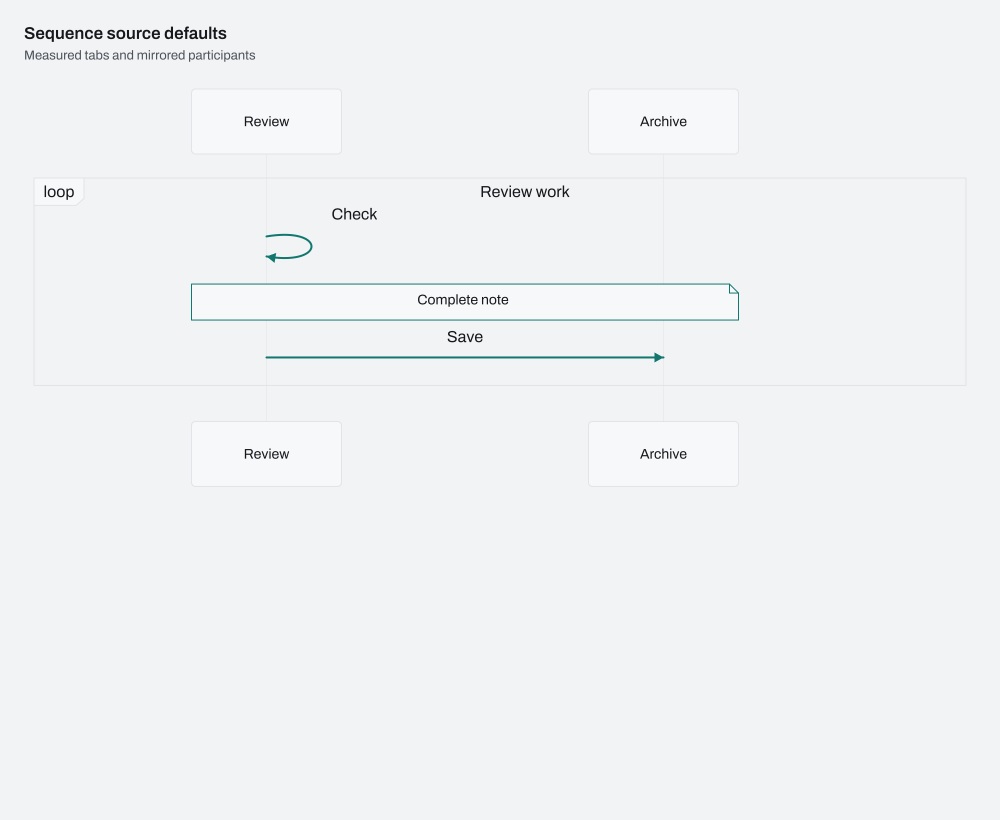 Sequence source defaults
Measured tabs and mirrored participants
Review
Archive
loop
Review work
Check
Complete note
Save
Review
Archive